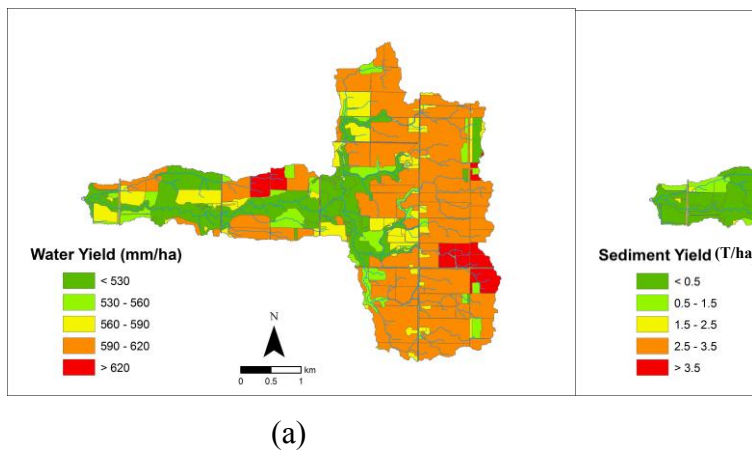 Water Yield (mm/ha)
< 530
530 - 560
560 - 590
590 - 620
> 620
N
0 0.5 1 km
Sediment Yield (T/ha
< 0.5
0.5 - 1.5
1.5 - 2.5
2.5 - 3.5
> 3.5
(a)